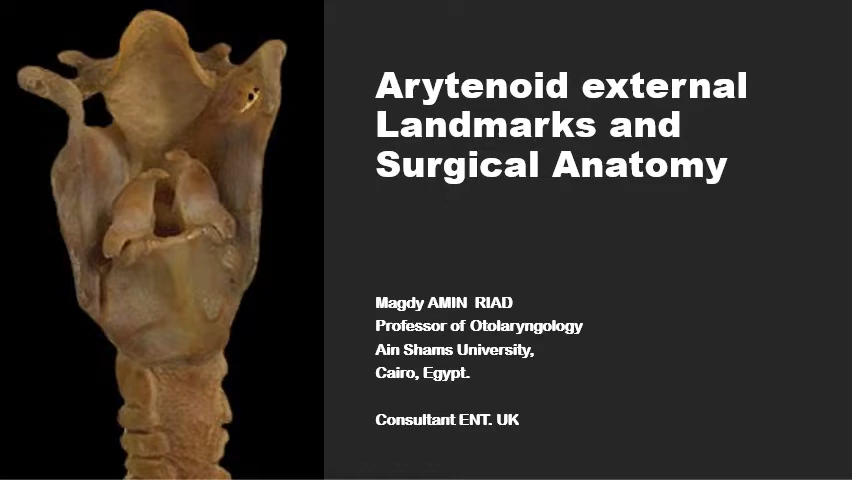 Arytenoid external
Landmarks and
Surgical Anatomy
Magdy AMIN RIAD
Professor of Otolaryngology
Ain Shams University,
Cairo, Egypt.
Consultant ENT. UK